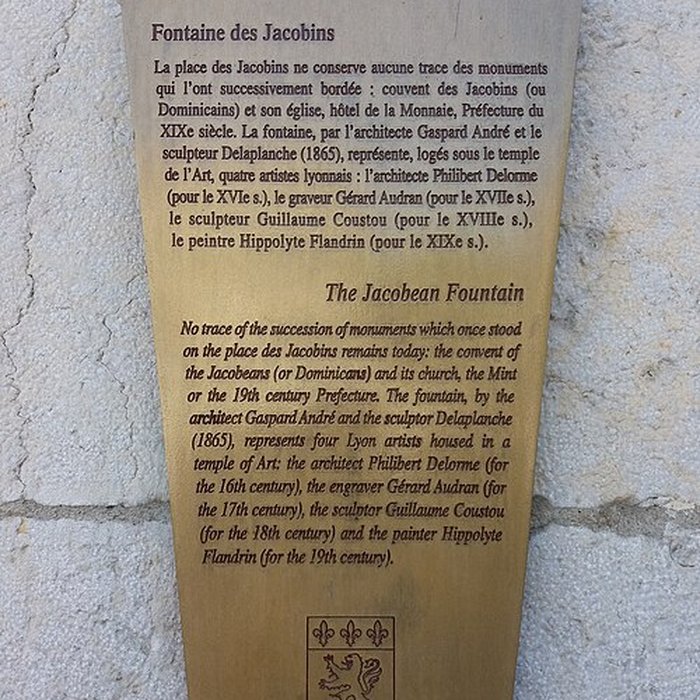 Fontaine des Jacobins
La place des Jacobins ne conserve aucune trace des monuments
qui l'ont successivement bordée : couvent des Jacobins (ou
Dominicains) et son église, hôtel de la Monnaie, Préfecture du
XIXe siècle. La fontaine, par l'architecte Gaspard André et le
sculpteur Delaplanche (1865), représente, logés sous le temple
de l'Art, quatre artistes lyonnais : l'architecte Philibert Delorme
(pour le XVIe s.), le graveur Gérard Audran (pour le XVIIe s.),
le sculpteur Guillaume Coustou (pour le XVIIIe s.),
le peintre Hippolyte Flandrin (pour le XIXe s.).
The Jacobean Fountain
No trace of the succession of monuments which once stood
on the place des Jacobins remains today: the convent of
the Jacobeans (or Dominicans) and its church, the Mint
or the 19th century Prefecture. The fountain, by the
architect Gaspard André and the sculptor Delaplanche
(1865), represents four Lyon artists housed in a
temple of Art: the architect Philibert Delorme (for
the 16th century), the engraver Gérard Audran (for
the 17th century), the sculptor Guillaume Coustou
(for the 18th century) and the painter Hippolyte
Flandrin (for the 19th century).